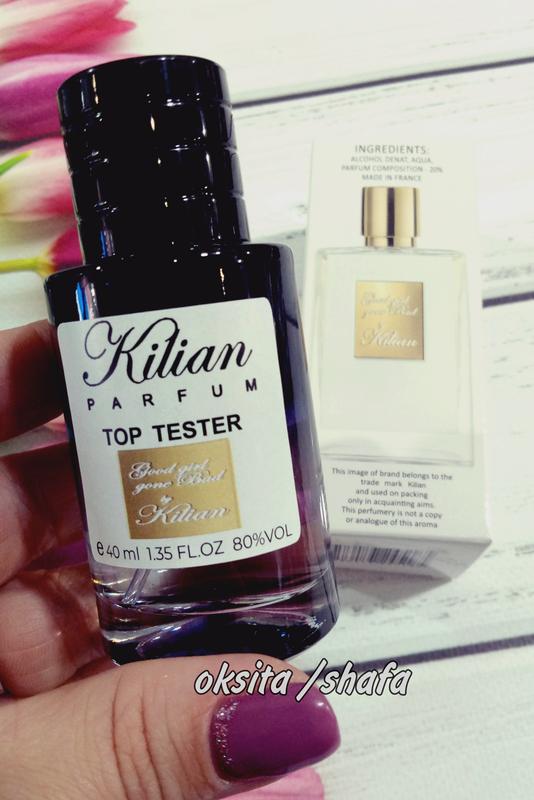 Kilian
PARFUM
TOP TESTER
Good girl
gone Bad
by
Kilian
e 40 ml 1.35 FL.OZ 80%VOL
INGREDIENTS:
ALCOHOL DENAT, AQUA,
PARFUM COMPOSITION - 20%
MADE IN FRANCE
Good girl
gone Bad
by
Kilian
This image of brand belongs to the
trade mark Kilian
and used on packing
only in acquainting aims.
This perfumery is not a copy
or analogue of this aroma
oksita /shafa